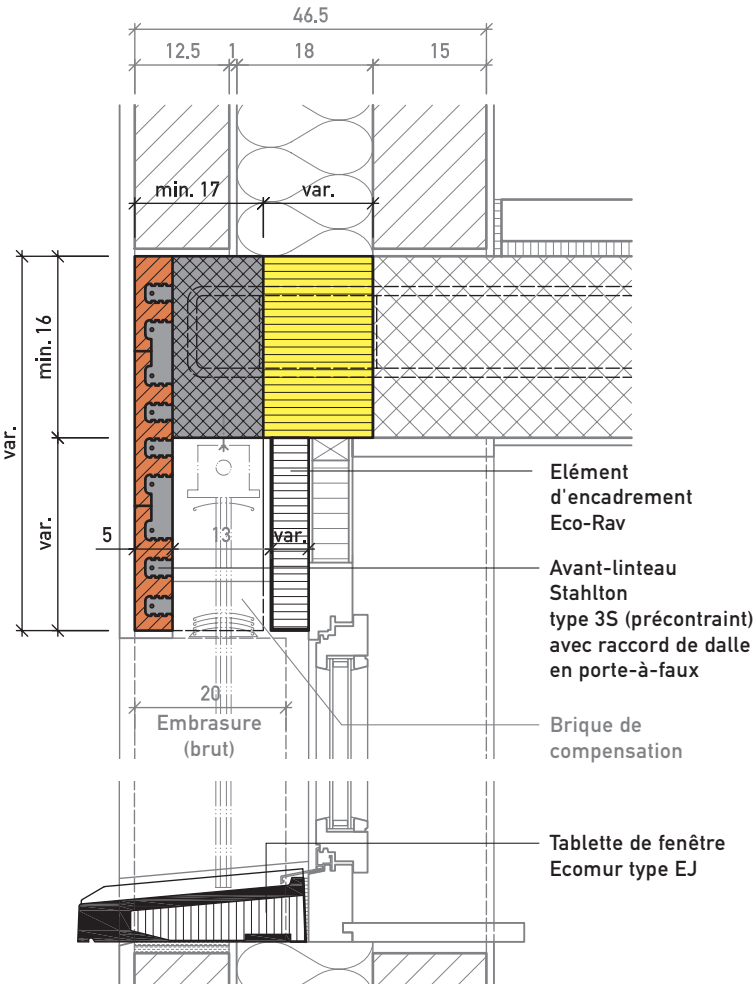 46.5
12.5 1 18 15
min. 17 var.
min. 16
var.
var.
5 13 var.
Elément
d'encadrement
Eco-Rav
Avant-linteau
Stahlton
type 3S (précontraint)
avec raccord de dalle
en porte-à-faux
20
Embrasure
(brut)
Brique de
compensation
Tablette de fenêtre
Ecomur type EJ